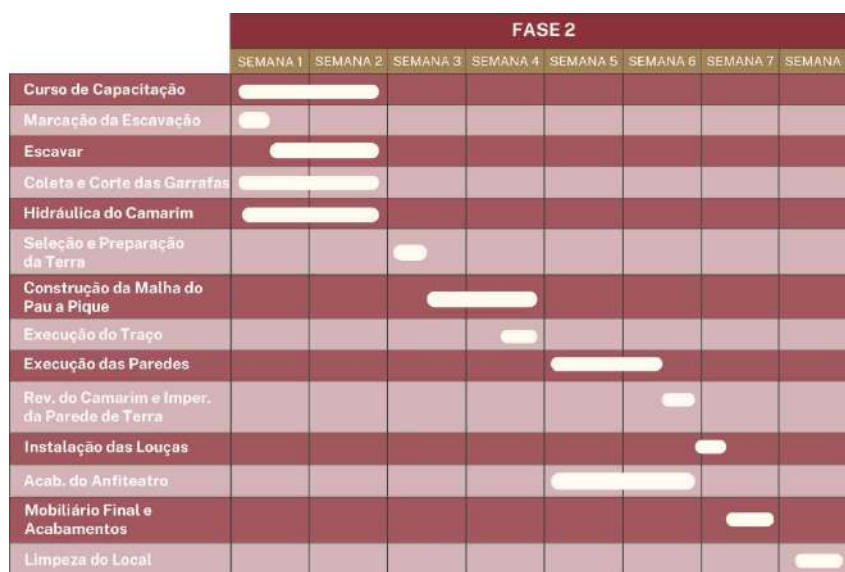 FASE 2
SEMANA 1 SEMANA 2 SEMANA 3 SEMANA 4 SEMANA 5 SEMANA 6 SEMANA 7 SEMANA
Curso de Capacitação
Marcação da Escavação
Escavar
Coleta e Corte das Garrafas
Hidráulica do Camarim
Seleção e Preparação
da Terra
Construção da Malha do
Pau a Pique
Execução do Traço
Execução das Paredes
Rev. do Camarim e Imper.
da Parede de Terra
Instalação das Louças
Acab. do Anfiteatro
Mobiliário Final e
Acabamentos
Limpeza do Local